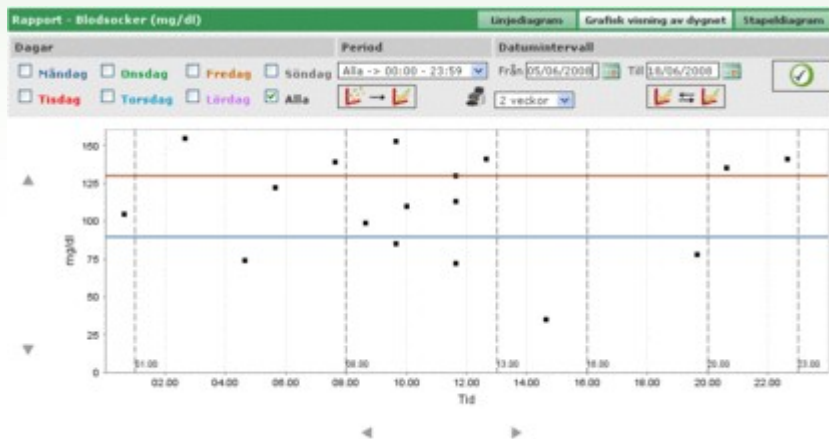 Rapport - Blodsocker (mg/dl) Linjediagram Grafisk visning av dygnet Stapeldiagram
Dagar Period Datumintervall
Måndag Onsdag Fredag Söndag Alla -> 00:00 - 23:59 Från 05/06/2008 Till 18/06/2008
Tisdag Torsdag Lördag Alla 2 veckor
150
125
100
75
50
25
0
mg/dl
01.00 08.00 13.00 16.00 20.00 23.00
02.00 04.00 06.00 08.00 10.00 12.00 14.00 16.00 18.00 20.00 22.00
Tid